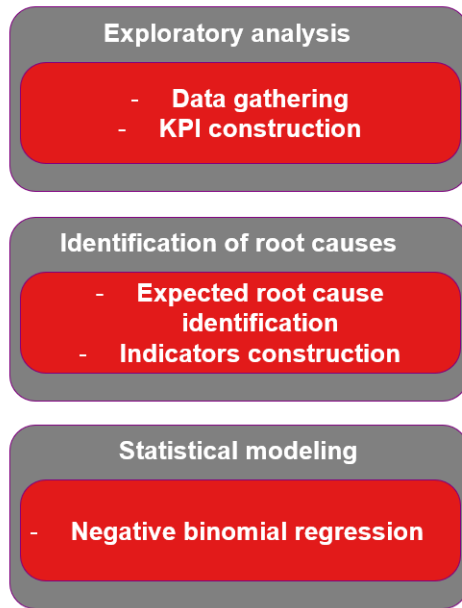 Exploratory analysis
- Data gathering
- KPI construction
Identification of root causes
- Expected root cause
identification
- Indicators construction
Statistical modeling
- Negative binomial regression